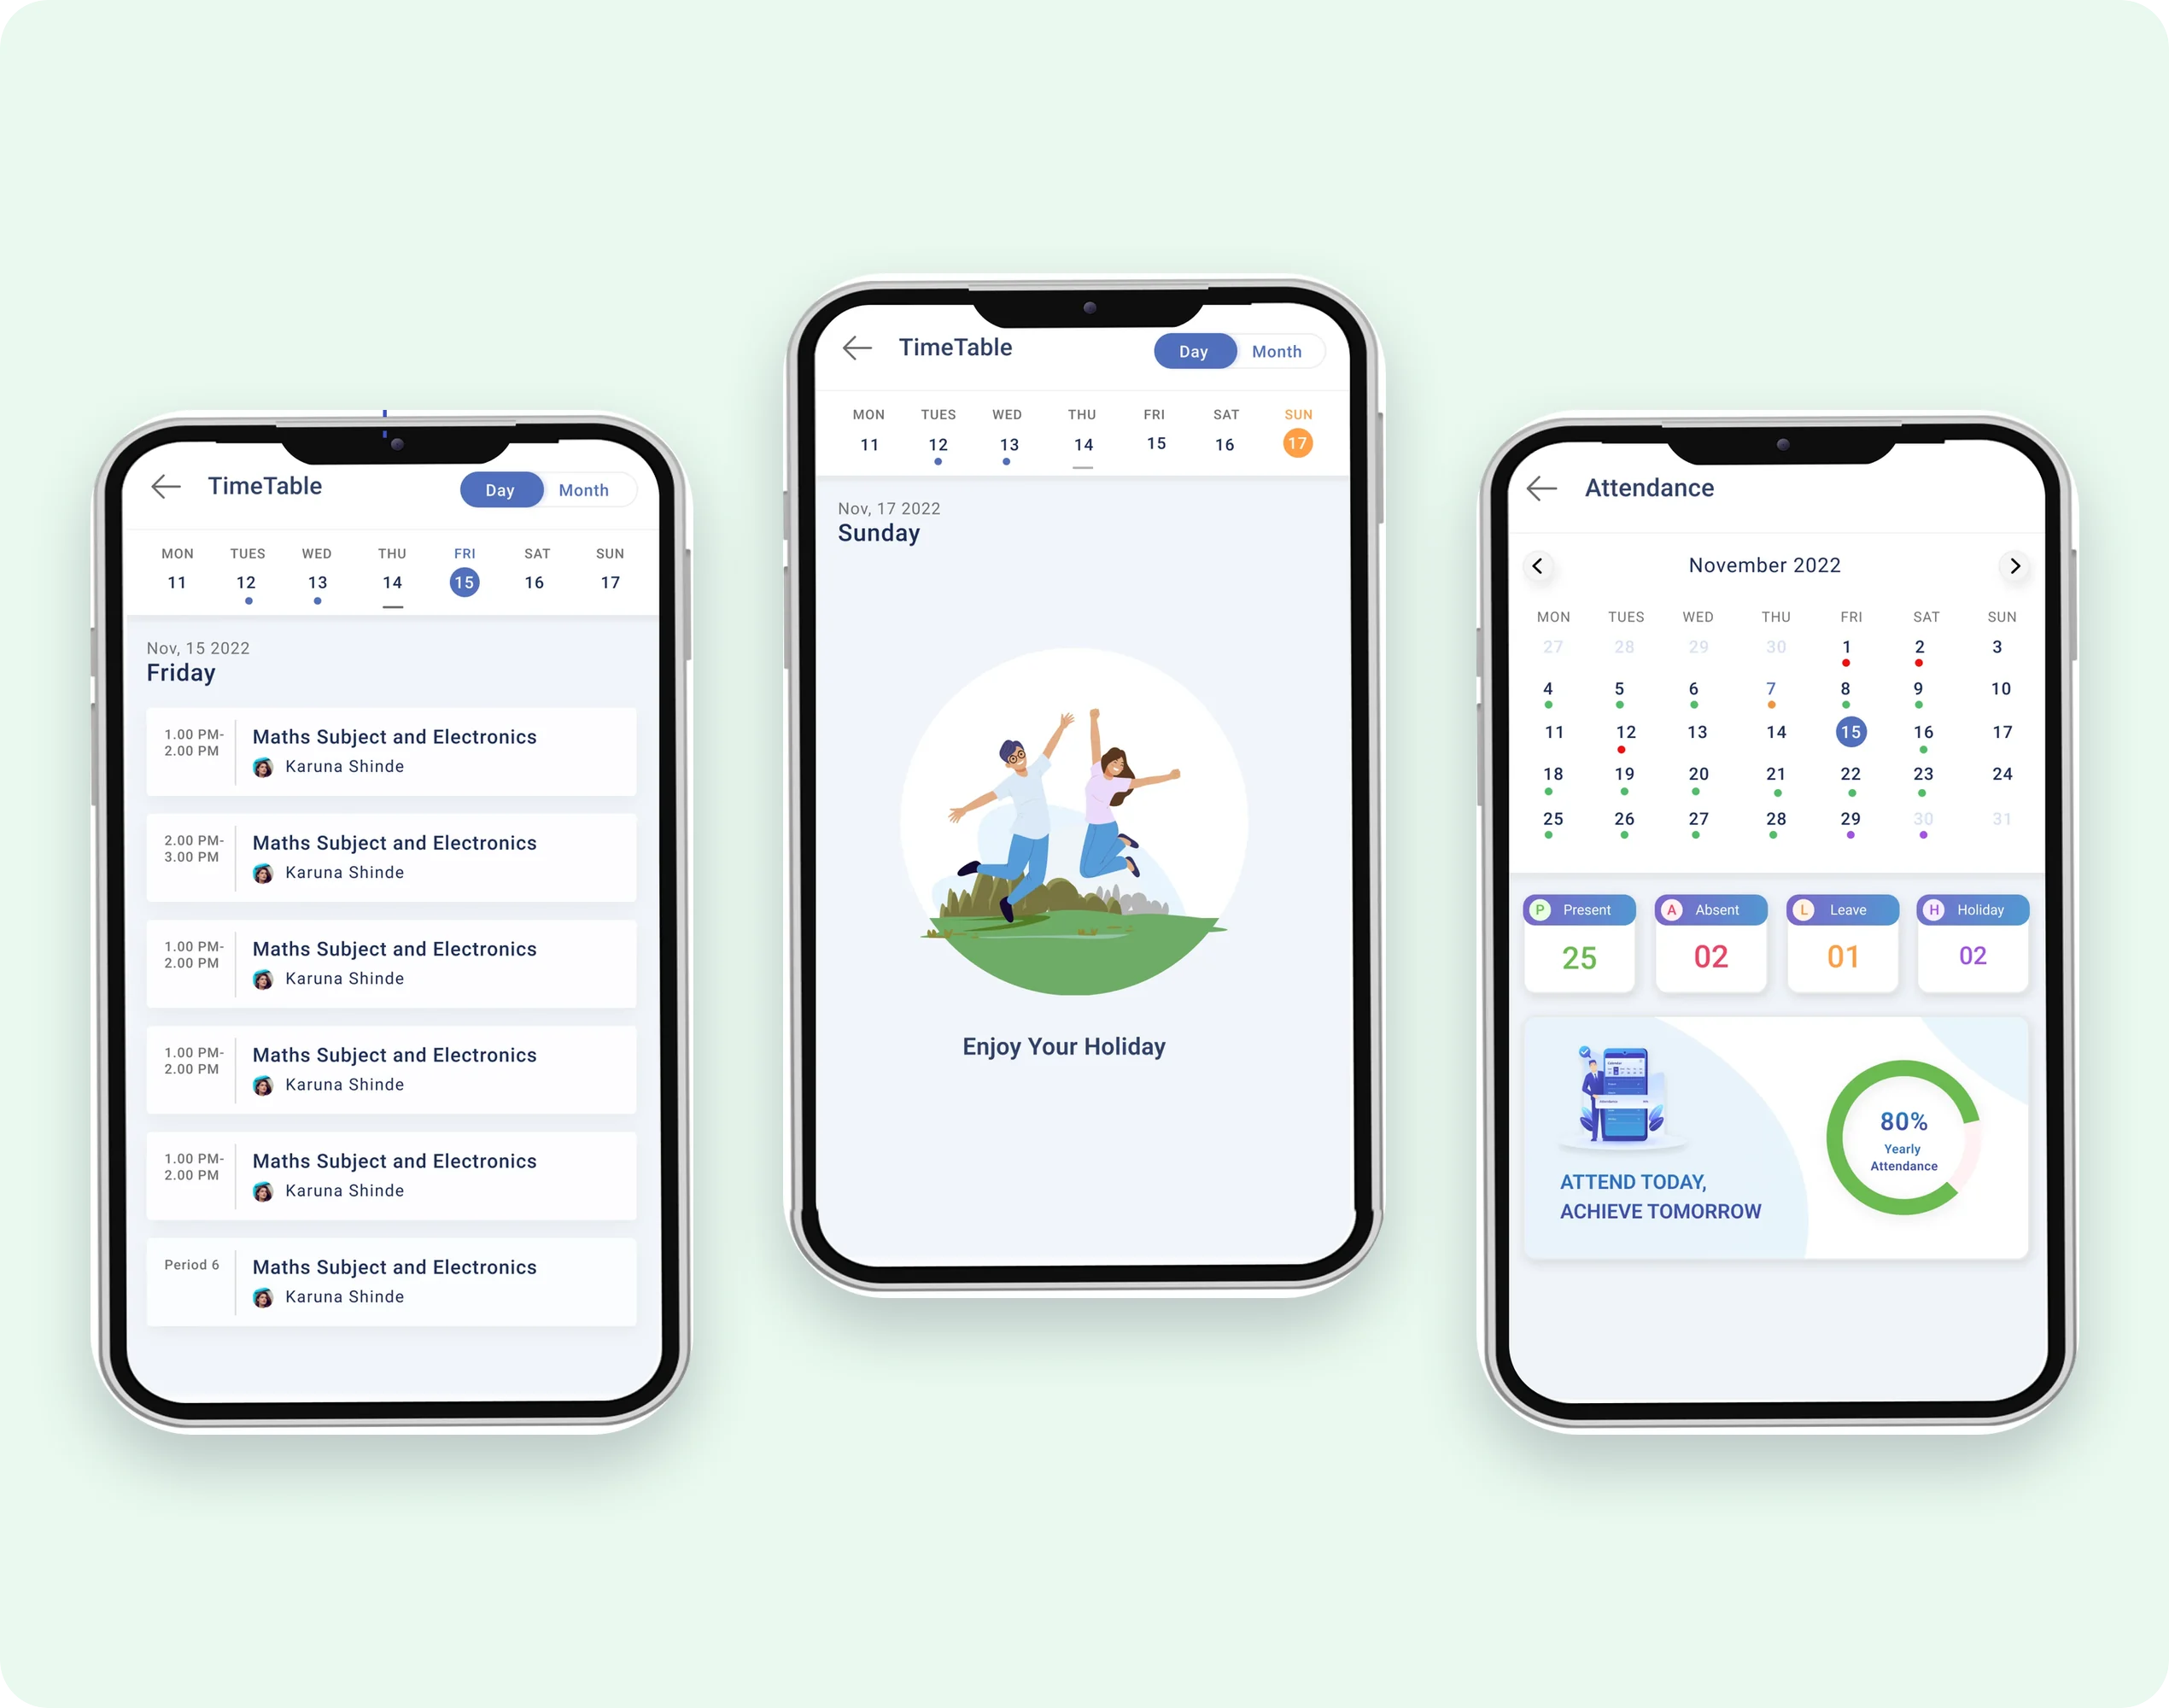 TimeTable
Day Month
MON TUES WED THU FRI SAT SUN
11 12 13 14 15 16 17
Nov, 15 2022
Friday
1.00 PM-
2.00 PM
Maths Subject and Electronics
Karuna Shinde
2.00 PM-
3.00 PM
Maths Subject and Electronics
Karuna Shinde
1.00 PM-
2.00 PM
Maths Subject and Electronics
Karuna Shinde
1.00 PM-
2.00 PM
Maths Subject and Electronics
Karuna Shinde
1.00 PM-
2.00 PM
Maths Subject and Electronics
Karuna Shinde
Period 6
Maths Subject and Electronics
Karuna Shinde
TimeTable
Day Month
MON TUES WED THU FRI SAT SUN
11 12 13 14 15 16 17
Nov, 17 2022
Sunday
Enjoy Your Holiday
Attendance
November 2022
MON TUES WED THU FRI SAT SUN
27 28 29 30 1 2 3
4 5 6 7 8 9 10
11 12 13 14 15 16 17
18 19 20 21 22 23 24
25 26 27 28 29 30 31
P Present A Absent L Leave H Holiday
25 02 01 02
80%
Yearly
Attendance
ATTEND TODAY,
ACHIEVE TOMORROW